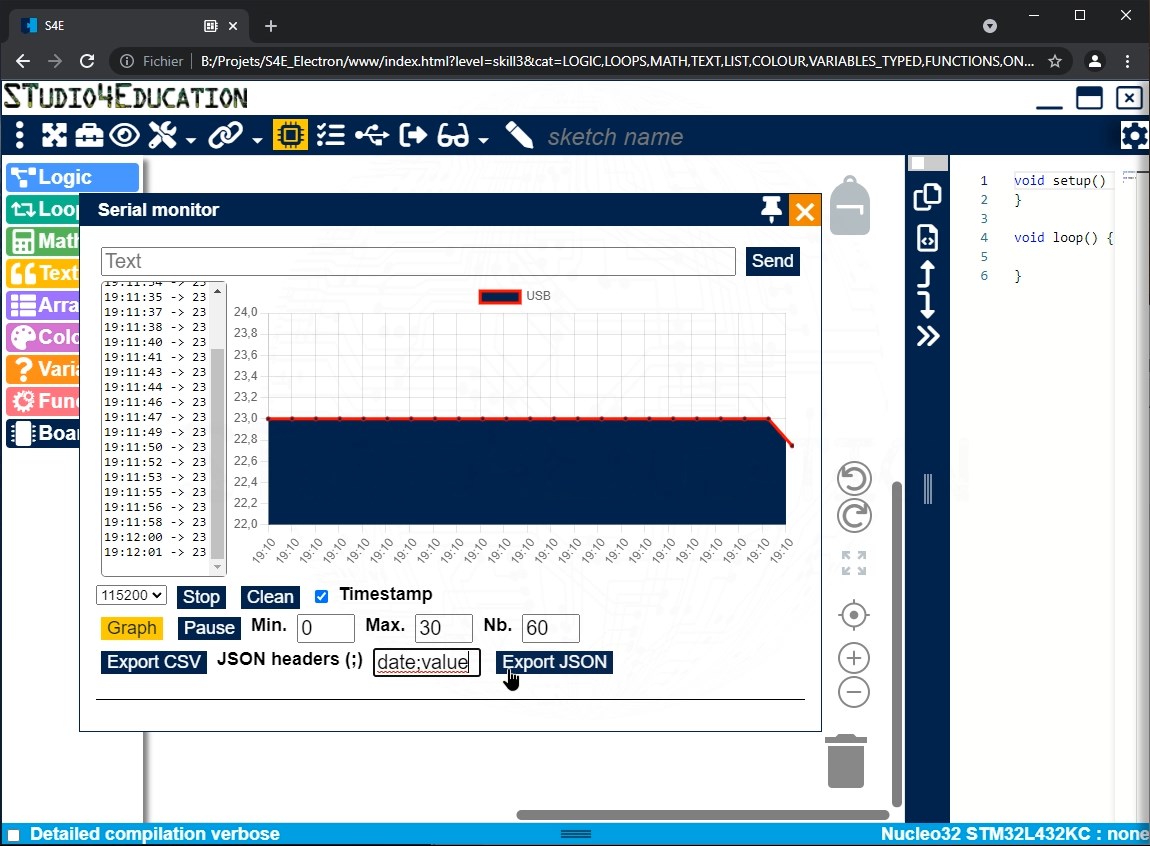 S4E
Fichier
B:/Projets/S4E_Electron/www/index.html?level=skill3&cat=LOGIC,LOOPS,MATH,TEXT,LIST,COLOUR,VARIABLES_TYPED,FUNCTIONS,ON...
STUDIO4EDUCATION
sketch name
Logic
Loop
Math
Text
Arra
Colo
Varia
Func
Boar
Serial monitor
Text
Send
19:11:34 -> 23
19:11:35 -> 23
19:11:37 -> 23
19:11:38 -> 23
19:11:40 -> 23
19:11:41 -> 23
19:11:43 -> 23
19:11:44 -> 23
19:11:46 -> 23
19:11:47 -> 23
19:11:49 -> 23
19:11:50 -> 23
19:11:52 -> 23
19:11:53 -> 23
19:11:55 -> 23
19:11:56 -> 23
19:11:58 -> 23
19:12:00 -> 23
19:12:01 -> 23
USB
24,0
23,8
23,6
23,4
23,2
23,0
22,8
22,6
22,4
22,2
22,0
19:10 19:10 19:10 19:10 19:10 19:10 19:10 19:10 19:10 19:10 19:10 19:10 19:10 19:10 19:10 19:10 19:10 19:10 19:10 19:10 19:10 19:10 19:10
115200 Stop Clean Timestamp
Graph Pause Min. 0 Max. 30 Nb. 60
Export CSV JSON headers (;) date;value Export JSON
1 void setup()
2 }
3
4 void loop() {
5
6 }
Detailed compilation verbose
Nucleo32 STM32L432KC : none